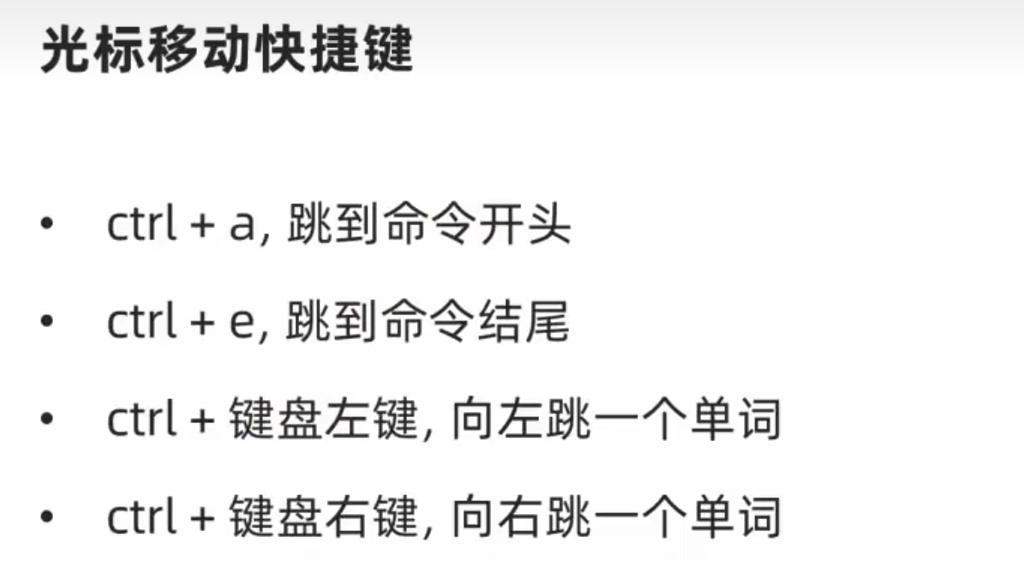 光标移动快捷键
• ctrl + a, 跳到命令开头
• ctrl + e, 跳到命令结尾
• ctrl + 键盘左键, 向左跳一个单词
• ctrl + 键盘右键, 向右跳一个单词